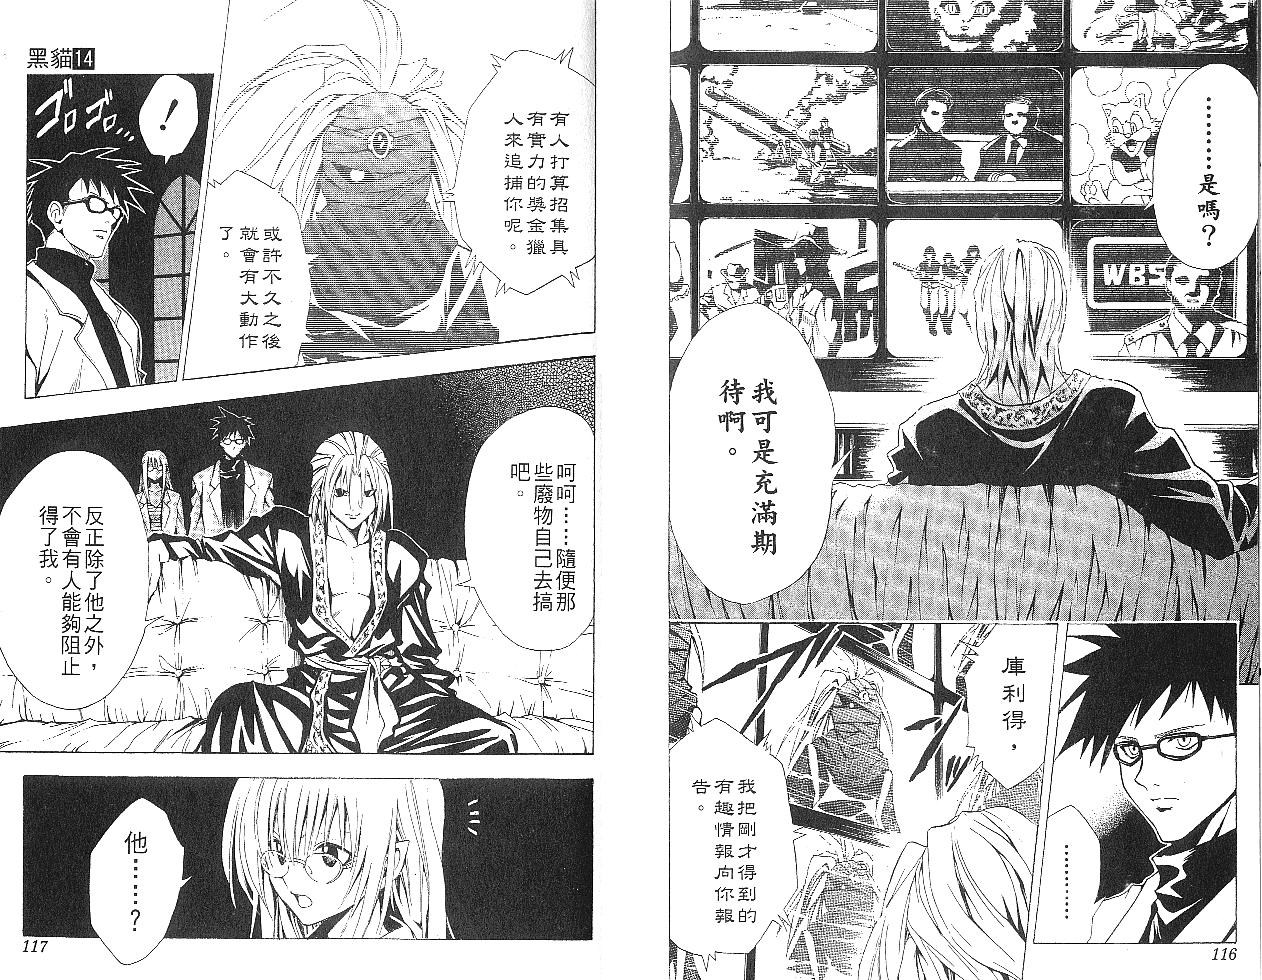 …………是嗎？
WBS
我可是充滿期
待啊。
…………
庫利得，
我把剛才得到的
有趣情報向你報
告。
116
黑貓14
有人打算招集具
有實力的獎金獵
人來追捕你呢。
或許不久之後
就會有大動作
了。
！
ゴロゴロ…
呵呵……隨便那
些廢物自己去搞
吧。
反正除了他之外，
不會有人能夠阻止
得了我。
他……？
117